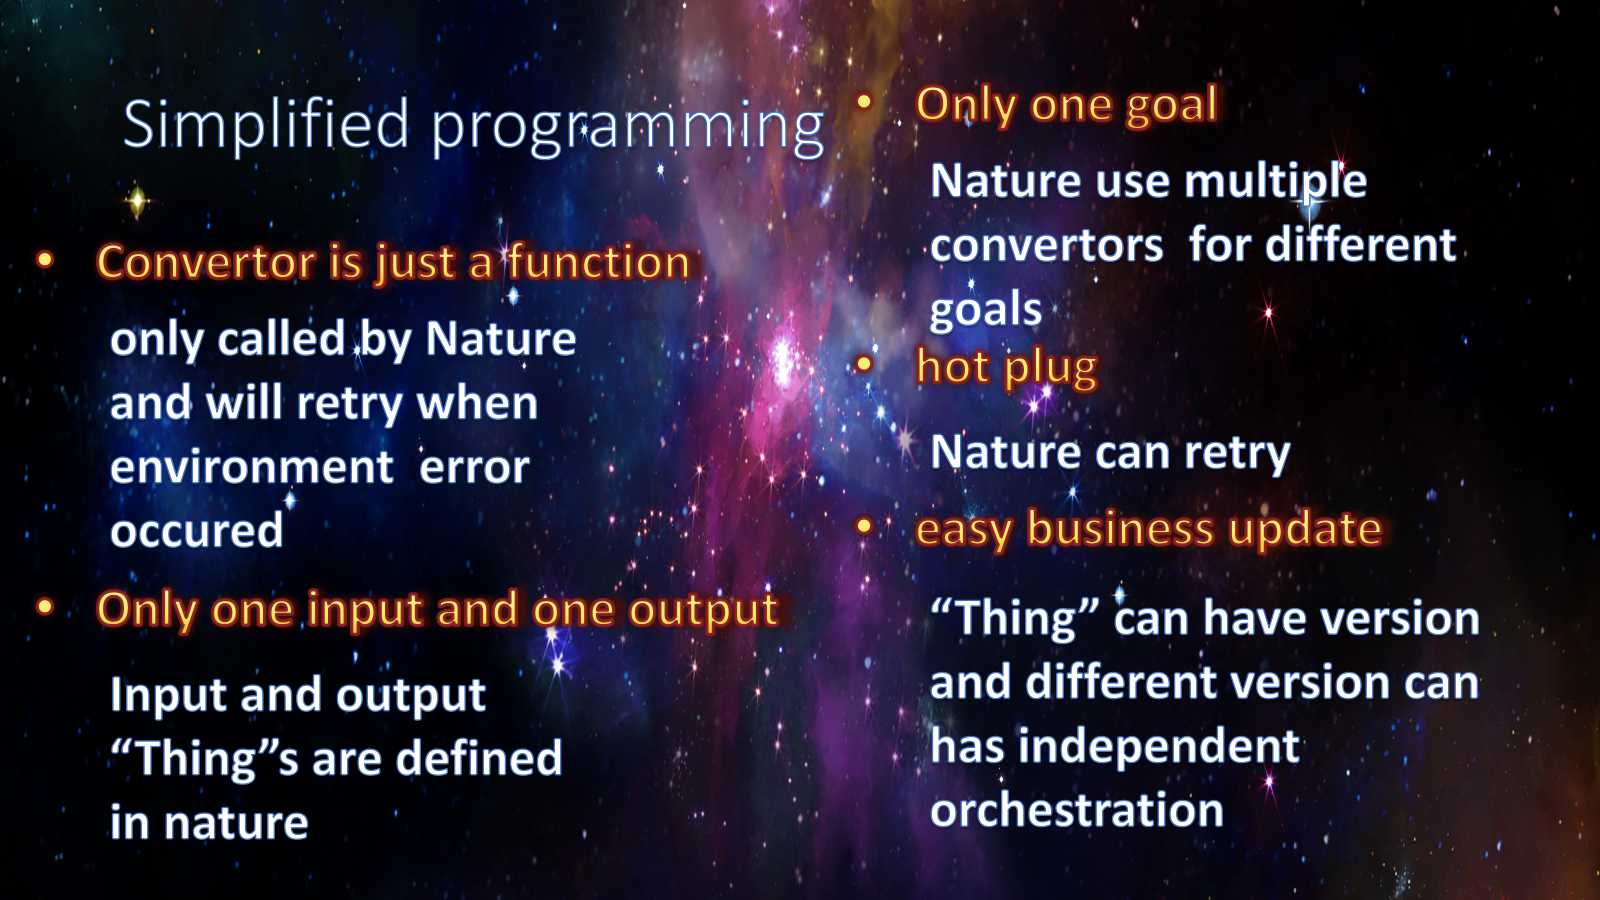 Simplified programming
• Convertor is just a function
only called by Nature
and will retry when
environment  error
occured
• Only one input and one output
Input and output
“Thing”s are defined
in nature
• Only one goal
Nature use multiple
convertors  for different
goals
• hot plug
Nature can retry
• easy business update
“Thing” can have version
and different version can
has independent
orchestration